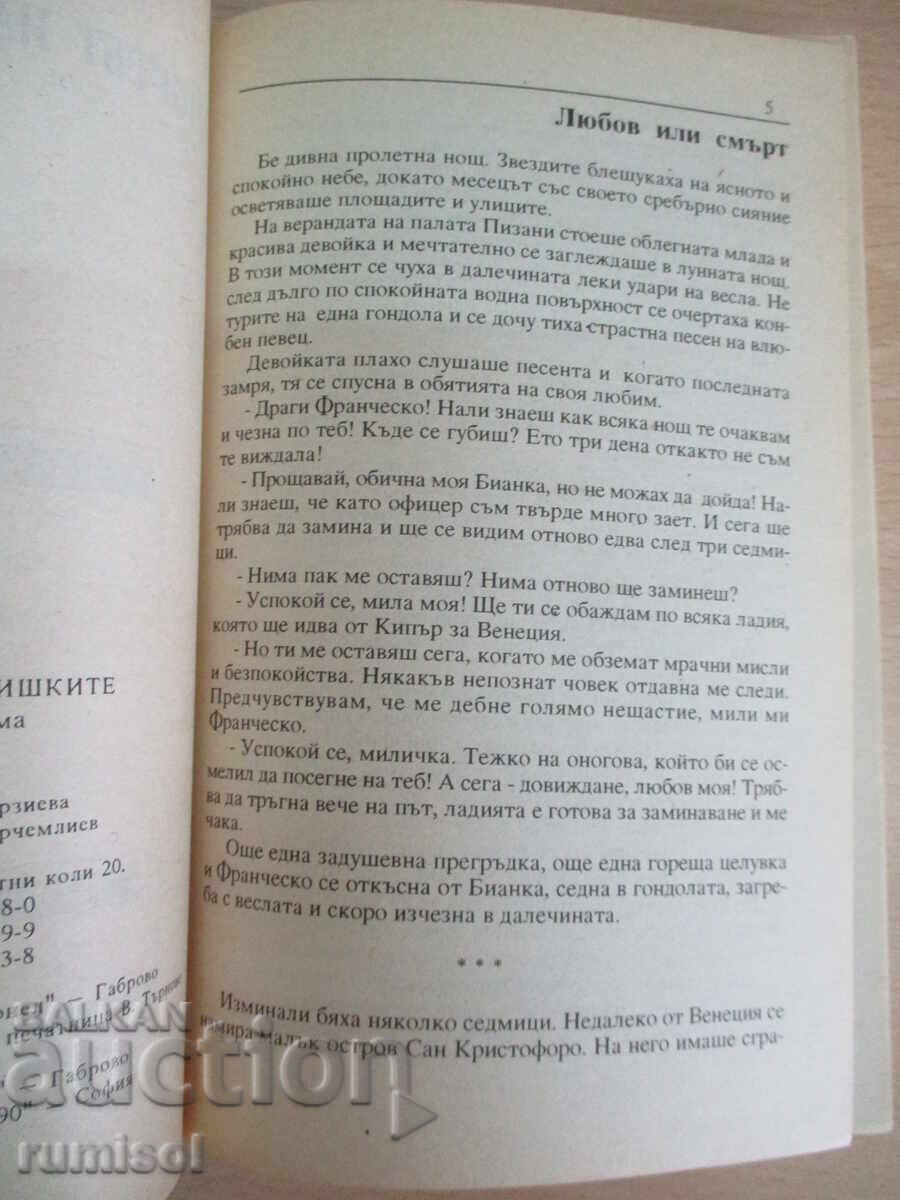 ИШКИТЕ
ма
рзиева
рчемлиев
тни коли 20.
8-0
9-9
3-8
Габрово
печатница В.
Габрово
90" – София
5
Любов или смърт
Бе дивна пролетна нощ. Звездите блещукаха на ясното и
спокойно небе, докато месецът със своето сребърно сияние
осветяваше площадите и улиците.
На верандата на палата Пизани стоеше облегната млада и
красива девойка и мечтателно се заглеждаше в лунната нощ.
В този момент се чуха в далечината леки удари на весла. Не
след дълго по спокойната водна повърхност се очертаха кон-
турите на една гондола и се дочу тиха страстна песен на влю-
бен певец.
Девойката плахо слушаше песента и когато последната
замря, тя се спусна в обятията на своя любим.
- Драги Франческо! Нали знаеш как всяка нощ те очаквам
и чезна по теб! Къде се губиш? Ето три дена откакто не съм
те виждала!
- Прощавай, обична моя Бианка, но не можах да дойда! На-
ли знаеш, че като офицер съм твърде много зает. И сега ще
трябва да замина и ще се видим отново едва след три седми-
ци.
- Нима пак ме оставяш? Нима отново ще заминеш?
- Успокой се, мила моя! Ще ти се обаждам по всяка ладия,
която ще идва от Кипър за Венеция.
- Но ти ме оставяш сега, когато ме обземат мрачни мисли
и безпокойства. Някакъв непознат човек отдавна ме следи.
Предчувствувам, че ме дебне голямо нещастие, мили ми
Франческо.
- Успокой се, миличка. Тежко на оногова, който би се ос-
мелил да посегне на теб! А сега - довиждане, любов моя! Тряб-
ва да тръгна вече на път, ладията е готова за заминаване и ме
чака.
Още една задушевна прегръдка, още една гореща целувка
и Франческо се откъсна от Бианка, седна в гондолата, загре-
ба с веслата и скоро изчезна в далечината.
* * *
Изминали бяха няколко седмици. Недалеко от Венеция се
намира малък остров Сан Кристофоро. На него имаше сгра-
BALKAN
auction
rumisol